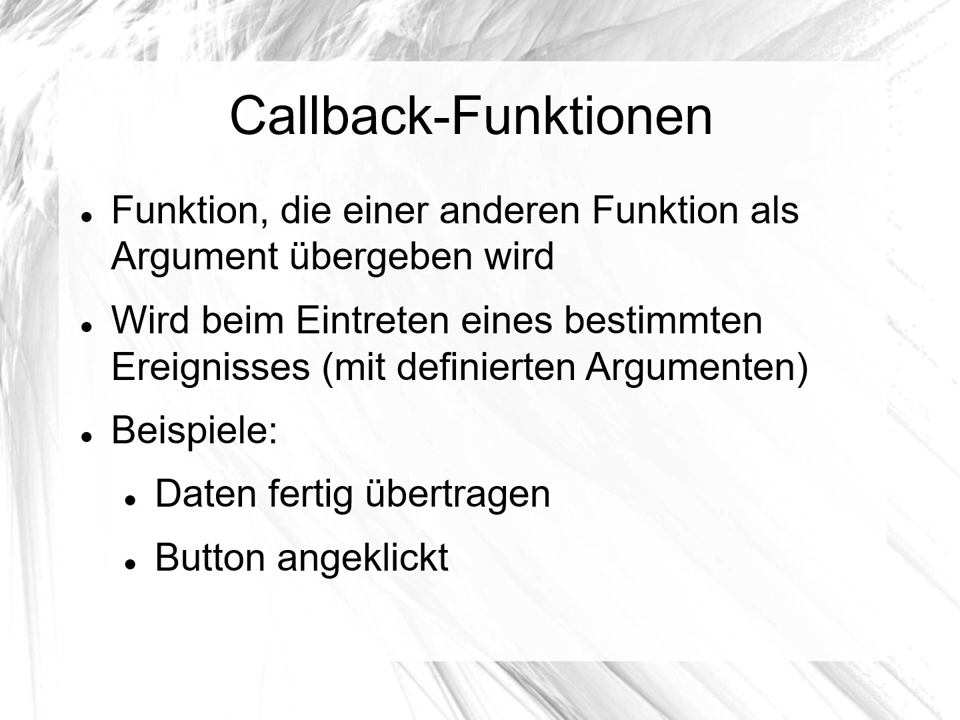 Callback-Funktionen
Funktion, die einer anderen Funktion als
Argument übergeben wird
Wird beim Eintreten eines bestimmten
Ereignisses (mit definierten Argumenten)
Beispiele:
Daten fertig übertragen
Button angeklickt